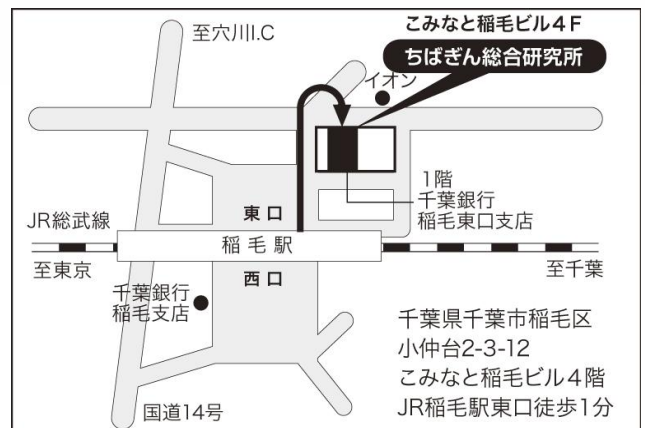 こみなと稲毛ビル4F
ちばぎん総合研究所
至穴川I.C
イオン
1階
千葉銀行
稲毛東口支店
東口
JR総武線
稲毛駅
至東京
至千葉
西口
千葉銀行
稲毛支店
国道14号
千葉県千葉市稲毛区
小仲台2-3-12
こみなと稲毛ビル4階
JR稲毛駅東口徒歩1分